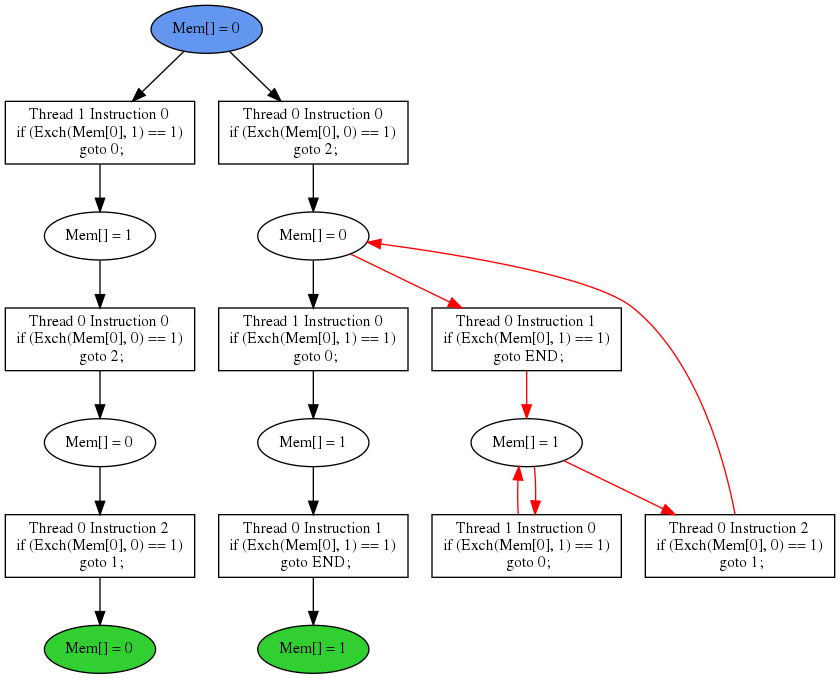 Mem[] = 0
Thread 1 Instruction 0
if (Exch(Mem[0], 1) == 1)
goto 0;
Thread 0 Instruction 0
if (Exch(Mem[0], 0) == 1)
goto 2;
Mem[] = 1
Mem[] = 0
Thread 0 Instruction 0
if (Exch(Mem[0], 0) == 1)
goto 2;
Thread 1 Instruction 0
if (Exch(Mem[0], 1) == 1)
goto 0;
Thread 0 Instruction 1
if (Exch(Mem[0], 1) == 1)
goto END;
Mem[] = 0
Mem[] = 1
Mem[] = 1
Thread 0 Instruction 2
if (Exch(Mem[0], 0) == 1)
goto 1;
Thread 0 Instruction 1
if (Exch(Mem[0], 1) == 1)
goto END;
Thread 1 Instruction 0
if (Exch(Mem[0], 1) == 1)
goto 0;
Thread 0 Instruction 2
if (Exch(Mem[0], 0) == 1)
goto 1;
Mem[] = 0
Mem[] = 1